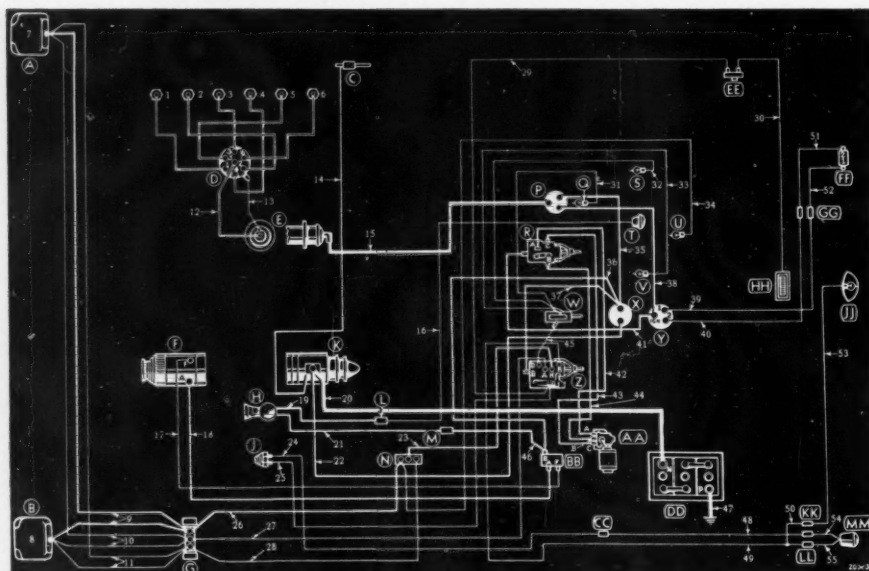 7
A
1 2 3 4 5 6
C
D
12
13
14
E
15
16
P
Q
31
S
32
33
34
T
U
35
R
36
37
V
38
W
X
Y
39
40
41
45
42
Z
43
44
29
EE
30
51
FF
52
GG
HH
JJ
53
F
17
18
K
20
H
19
L
21
M
23
J
24
25
22
N
46
BB
A
AA
DD
47
B
8
9
10
11
26
27
28
G
CC
48
49
50
KK
54
MM
LL
55